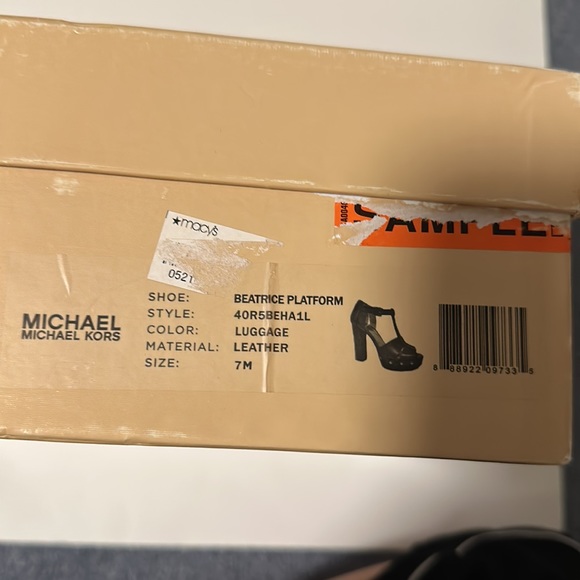 SAMPLE
★macy's
0521
MICHAEL
MICHAEL KORS
SHOE: BEATRICE PLATFORM
STYLE: 40R5BEHA1L
COLOR: LUGGAGE
MATERIAL: LEATHER
SIZE: 7M
8 88922 09733 5